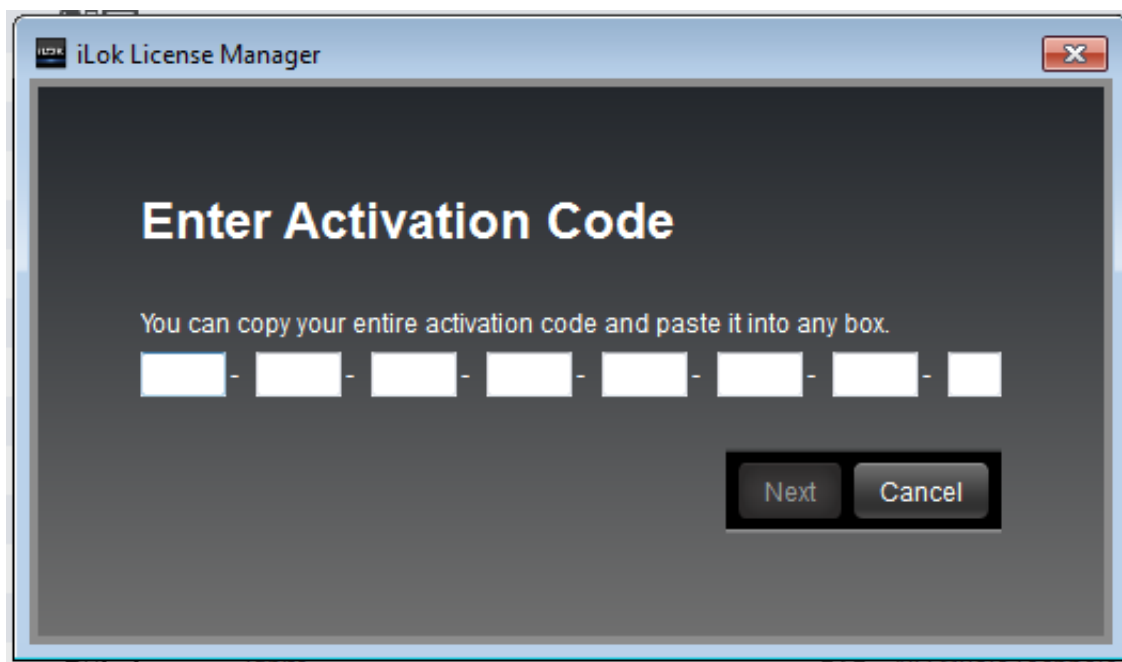 iLok License Manager
Enter Activation Code
You can copy your entire activation code and paste it into any box.
- - - - - - -
Next Cancel